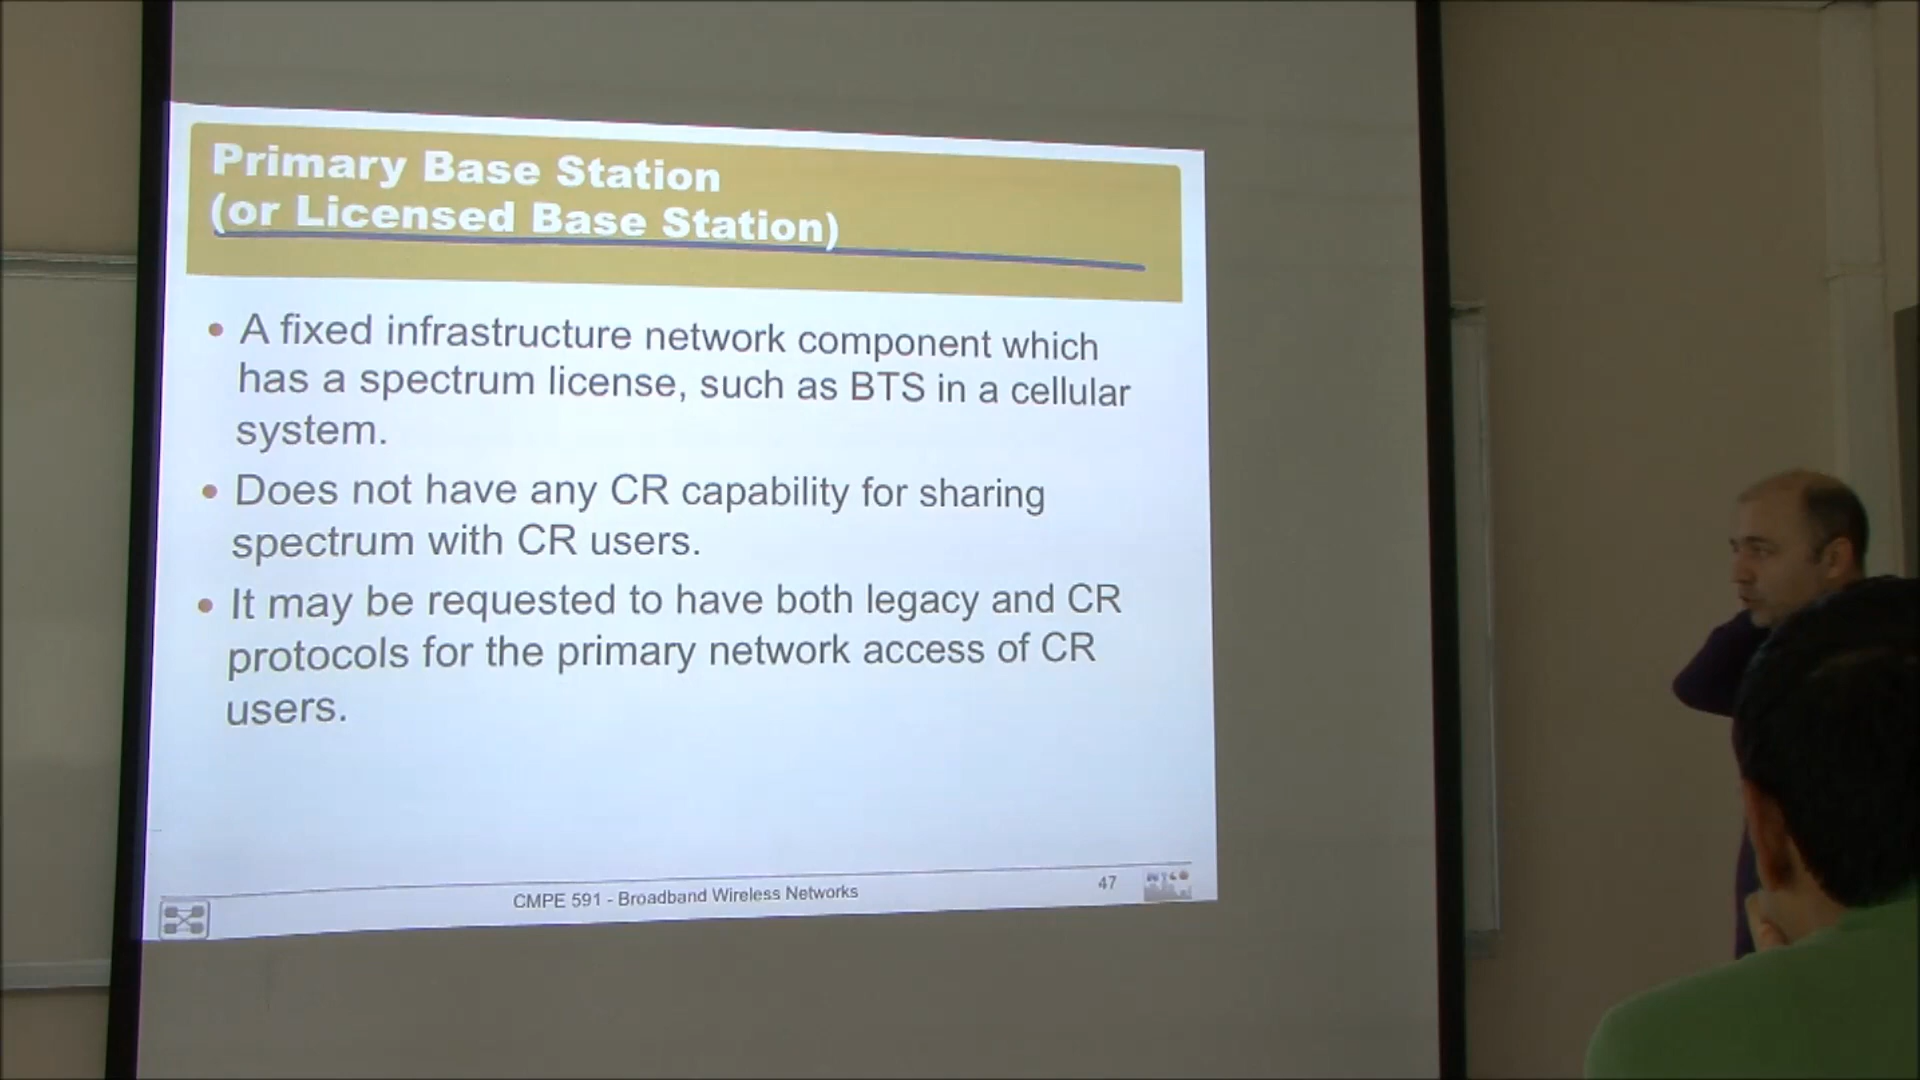 Primary Base Station
(or Licensed Base Station)
• A fixed infrastructure network component which
has a spectrum license, such as BTS in a cellular
system.
• Does not have any CR capability for sharing
spectrum with CR users.
• It may be requested to have both legacy and CR
protocols for the primary network access of CR
users.
CMPE 591 - Broadband Wireless Networks
47